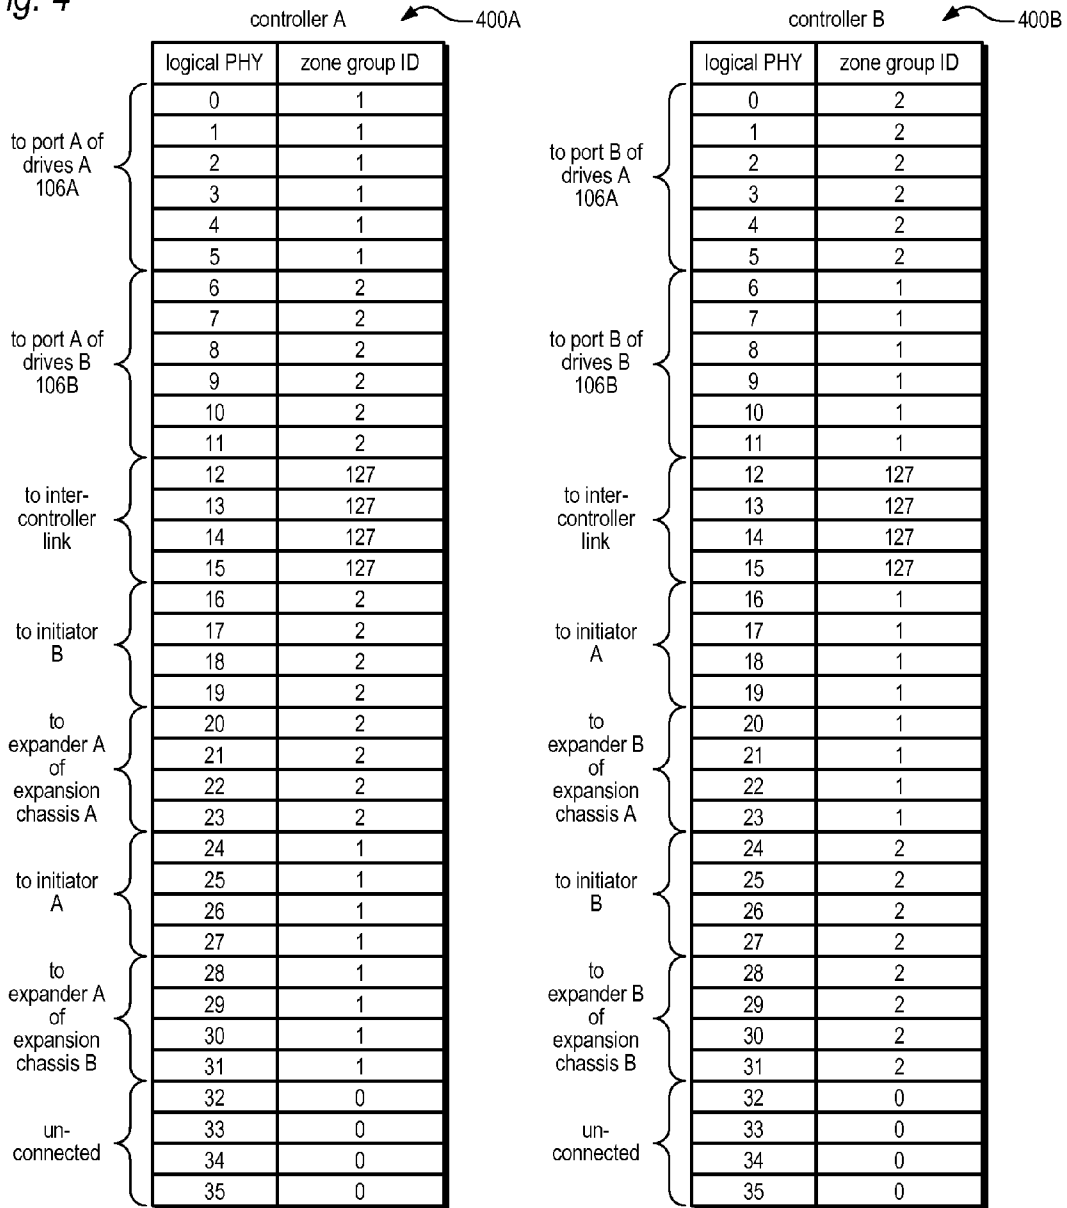 ig. 4
controller A
400A
logical PHY zone group ID
to port A of
drives A
106A
0 1
1 1
2 1
3 1
4 1
5 1
to port A of
drives B
106B
6 2
7 2
8 2
9 2
10 2
11 2
to inter-
controller
link
12 127
13 127
14 127
15 127
to initiator
B
16 2
17 2
18 2
19 2
to
expander A
of
expansion
chassis A
20 2
21 2
22 2
23 2
to initiator
A
24 1
25 1
26 1
27 1
to
expander A
of
expansion
chassis B
28 1
29 1
30 1
31 1
un-
connected
32 0
33 0
34 0
35 0
controller B
400B
logical PHY zone group ID
to port B of
drives A
106A
0 2
1 2
2 2
3 2
4 2
5 2
to port B of
drives B
106B
6 1
7 1
8 1
9 1
10 1
11 1
to inter-
controller
link
12 127
13 127
14 127
15 127
to initiator
A
16 1
17 1
18 1
19 1
to
expander B
of
expansion
chassis A
20 1
21 1
22 1
23 1
to initiator
B
24 2
25 2
26 2
27 2
to
expander B
of
expansion
chassis B
28 2
29 2
30 2
31 2
un-
connected
32 0
33 0
34 0
35 0